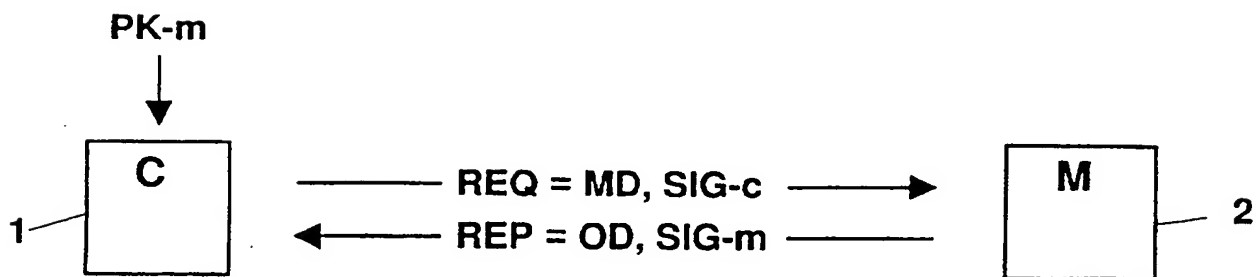 PK-m
C
REQ = MD, SIG-c
M
1
REP = OD, SIG-m
2